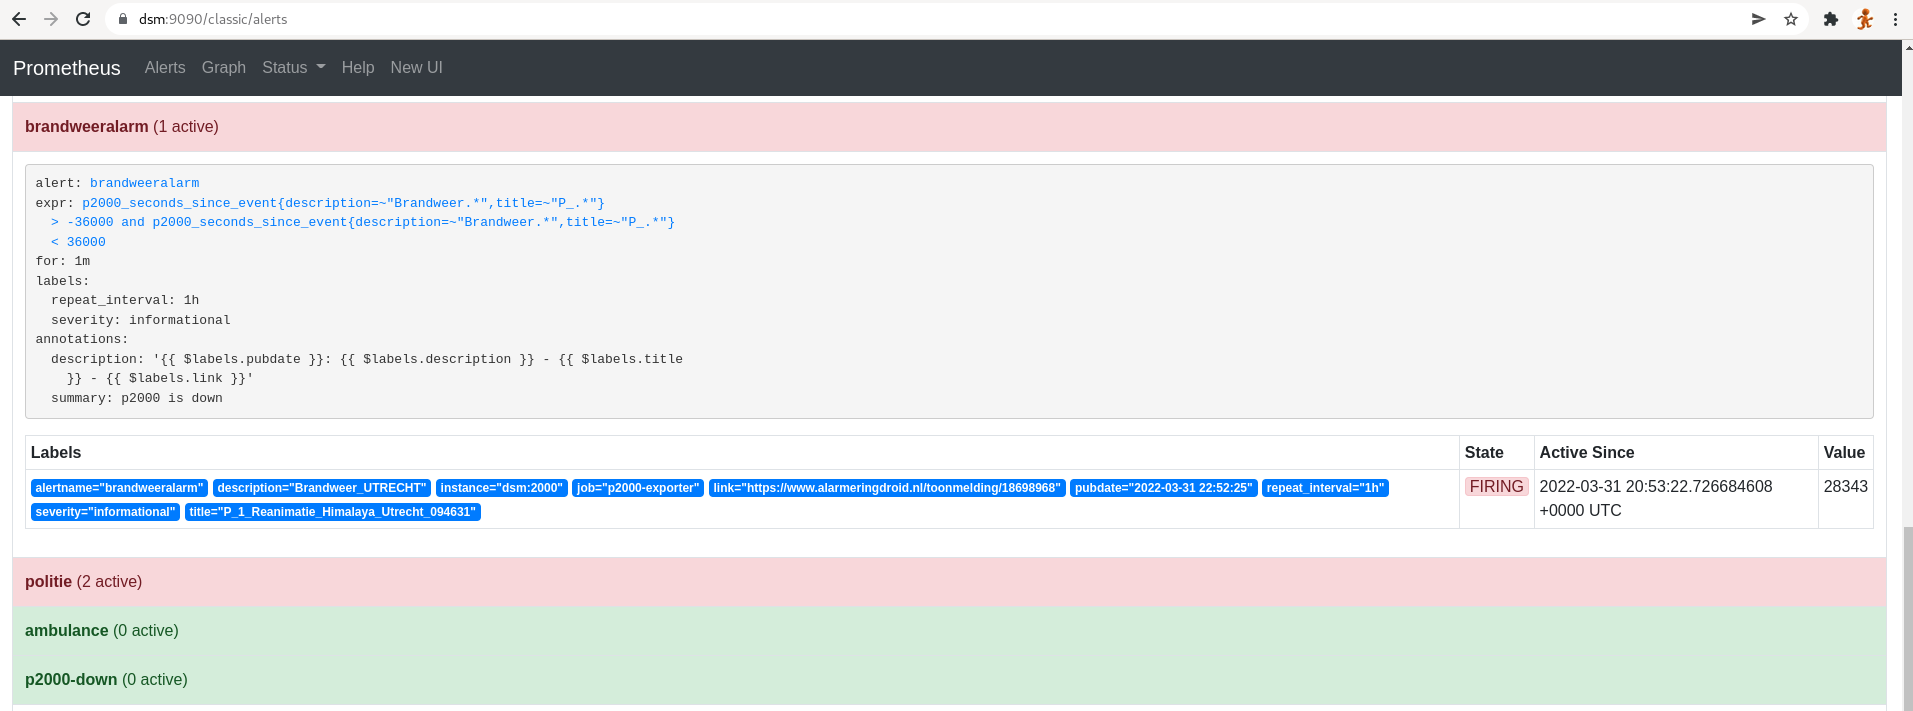 dsm:9090/classic/alerts
Prometheus Alerts Graph Status Help New UI
brandweeralarm (1 active)
alert: brandweeralarm
expr: p2000_seconds_since_event{description=~"Brandweer.*",title=~"P_.*"}
  > -36000 and p2000_seconds_since_event{description=~"Brandweer.*",title=~"P_.*"}
  < 36000
for: 1m
labels:
  repeat_interval: 1h
  severity: informational
annotations:
  description: '{{ $labels.pubdate }}: {{ $labels.description }} - {{ $labels.title
    }} - {{ $labels.link }}'
  summary: p2000 is down
Labels State Active Since Value
alertname="brandweeralarm" description="Brandweer_UTRECHT" instance="dsm:2000" job="p2000-exporter" link="https://www.alarmeringdroid.nl/toonmelding/18698968" pubdate="2022-03-31 22:52:25" repeat_interval="1h" FIRING 2022-03-31 20:53:22.726684608 28343
severity="informational" title="P_1_Reanimatie_Himalaya_Utrecht_094631" +0000 UTC
politie (2 active)
ambulance (0 active)
p2000-down (0 active)